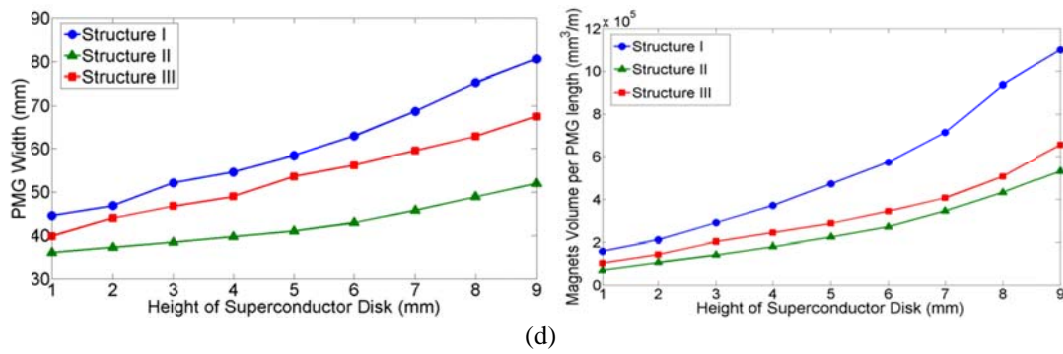 PMG Width (mm)
90
80
70
60
50
40
30
Structure I
Structure II
Structure III
1 2 3 4 5 6 7 8 9
Height of Superconductor Disk (mm)
Magnets Volume per PMG length (mm³/m)
12 × 10⁵
10
8
6
4
2
0
Structure I
Structure II
Structure III
1 2 3 4 5 6 7 8 9
Height of Superconductor Disk (mm)
(d)